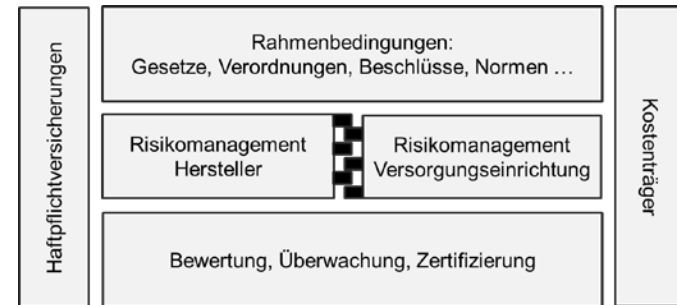 Haftpflichtversicherungen
Rahmenbedingungen:
Gesetze, Verordnungen, Beschlüsse, Normen ...
Risikomanagement
Hersteller
Risikomanagement
Versorgungseinrichtung
Bewertung, Überwachung, Zertifizierung
Kostenträger